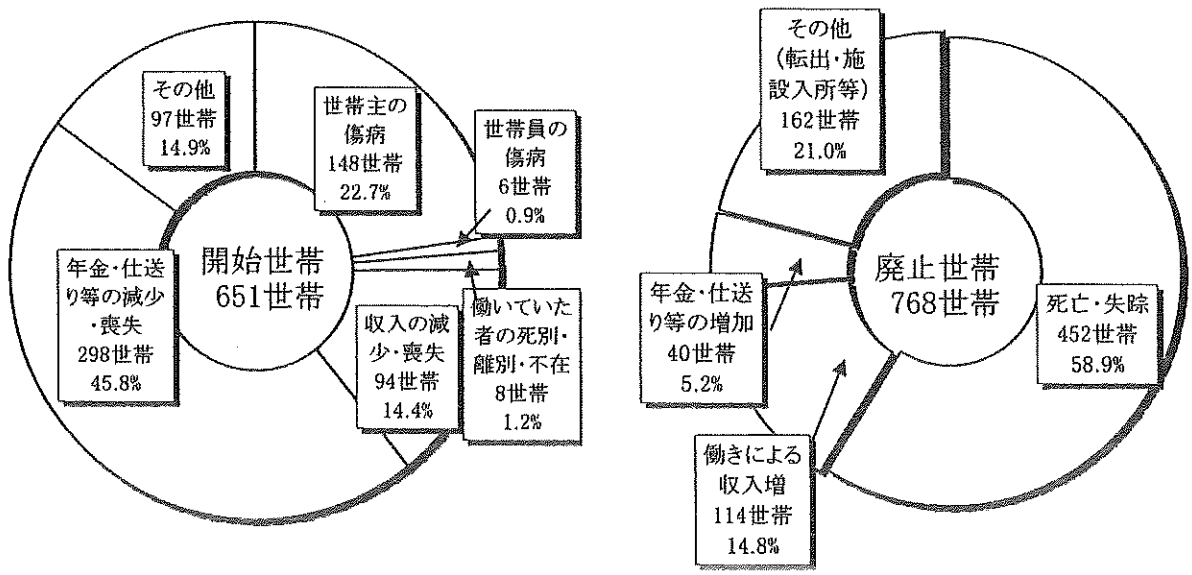 その他
97世帯
14.9%
世帯主の
傷病
148世帯
22.7%
世帯員の
傷病
6世帯
0.9%
開始世帯
651世帯
年金・仕送
り等の減少
・喪失
298世帯
45.8%
収入の減
少・喪失
94世帯
14.4%
働いていた
者の死別・
離別・不在
8世帯
1.2%
その他
(転出・施
設入所等)
162世帯
21.0%
廃止世帯
768世帯
年金・仕送
り等の増加
40世帯
5.2%
死亡・失踪
452世帯
58.9%
働きによる
収入増
114世帯
14.8%